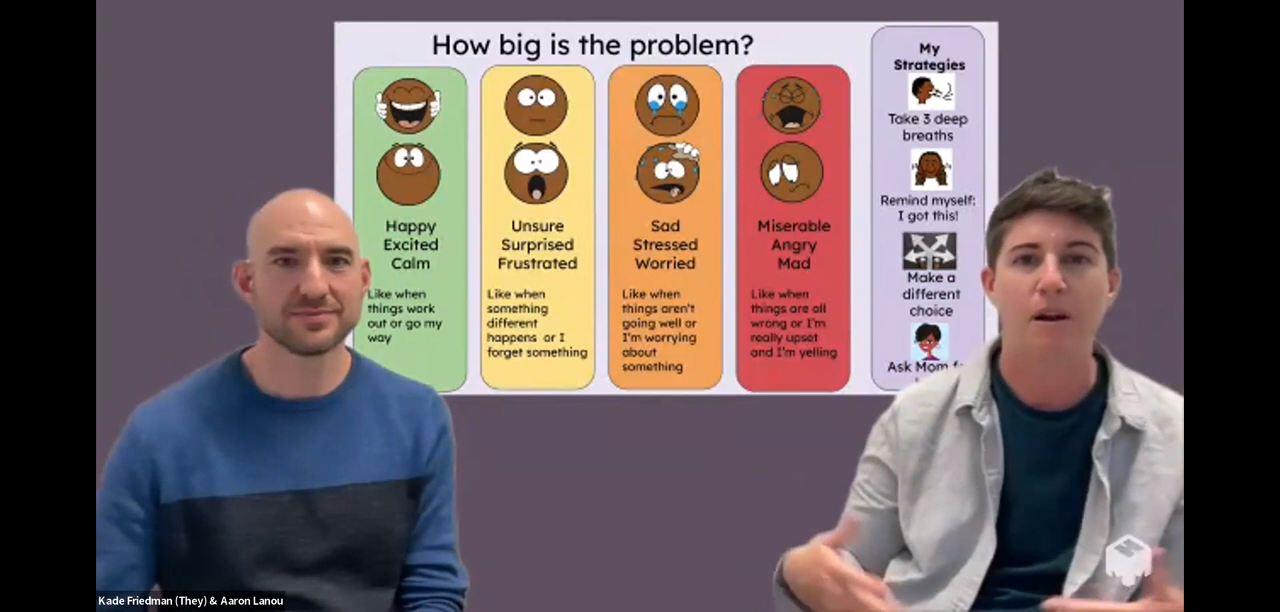 How big is the problem?
Happy
Excited
Calm
Like when
things work
out or go my
way
Unsure
Surprised
Frustrated
Like when
something
different
happens or I
forget something
Sad
Stressed
Worried
Like when
things aren't
going well or
I'm worrying
about
something
Miserable
Angry
Mad
Like when
things are all
wrong or I'm
really upset
and I'm yelling
My
Strategies
Take 3 deep
breaths
Remind myself:
I got this!
Make a
different
choice
Ask Mom
Kade Friedman (They) & Aaron Lanou